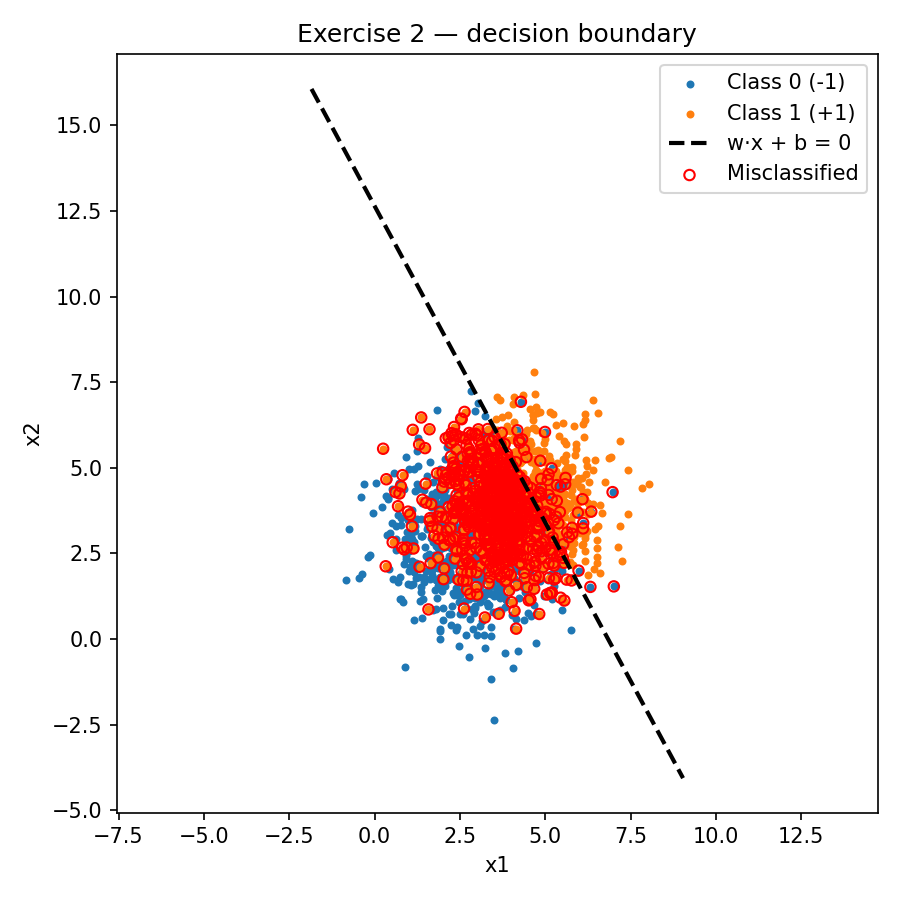 Exercise 2 — decision boundary
Class 0 (-1)
Class 1 (+1)
w·x + b = 0
Misclassified
15.0
12.5
10.0
7.5
5.0
2.5
0.0
−2.5
−5.0
x2
−7.5 −5.0 −2.5 0.0 2.5 5.0 7.5 10.0 12.5
x1